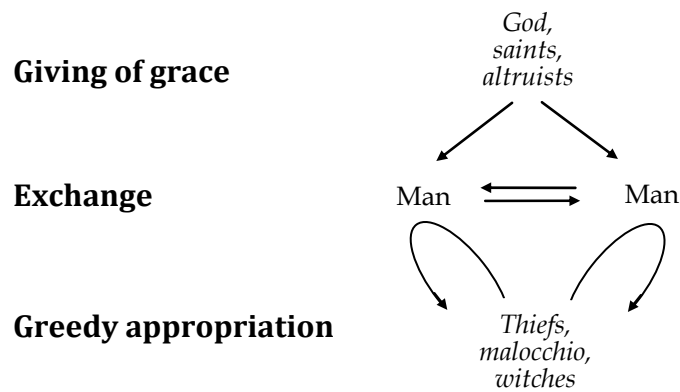 God,
saints,
altruists
Giving of grace
Exchange
Man
Man
Greedy appropriation
Thiefs,
malocchio,
witches